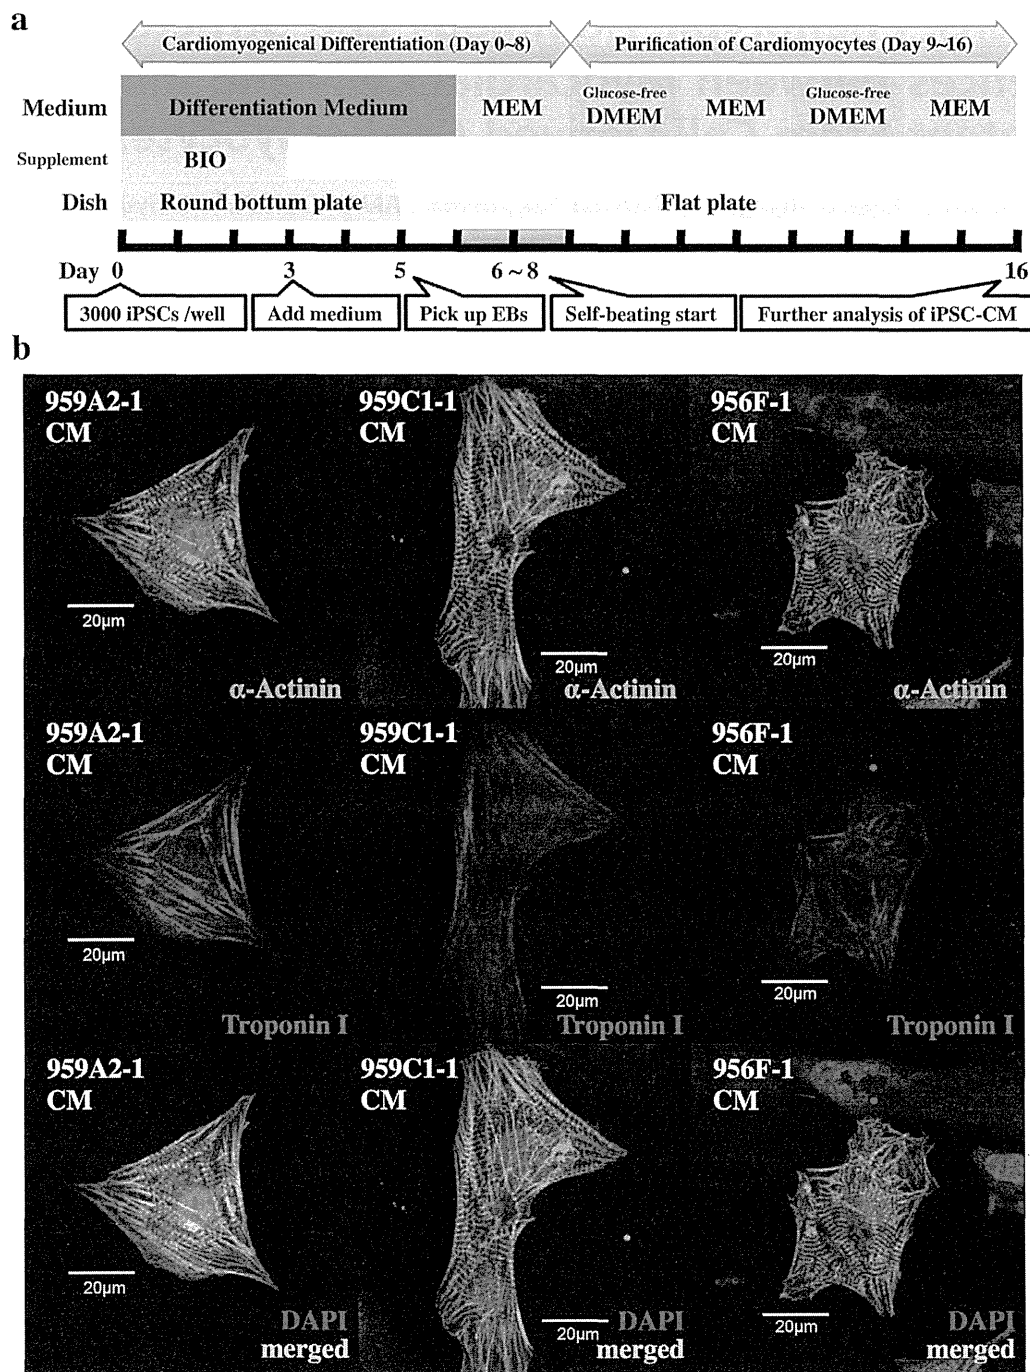 a
Cardiomyogenical Differentiation (Day 0~8)
Purification of Cardiomyocytes (Day 9~16)
Medium
Differentiation Medium
MEM
Glucose-free
DMEM
MEM
Glucose-free
DMEM
MEM
Supplement
BIO
Dish
Round bottum plate
Flat plate
Day 0
3
5
6 ~ 8
16
3000 iPSCs /well
Add medium
Pick up EBs
Self-beating start
Further analysis of iPSC-CM
b
959A2-1
CM
20μm
α-Actinin
959C1-1
CM
20μm
α-Actinin
956F-1
CM
20μm
α-Actinin
959A2-1
CM
20μm
Troponin I
959C1-1
CM
20μm
Troponin I
956F-1
CM
20μm
Troponin I
959A2-1
CM
20μm
DAPI
merged
959C1-1
CM
20μm
DAPI
merged
956F-1
CM
20μm
DAPI
merged